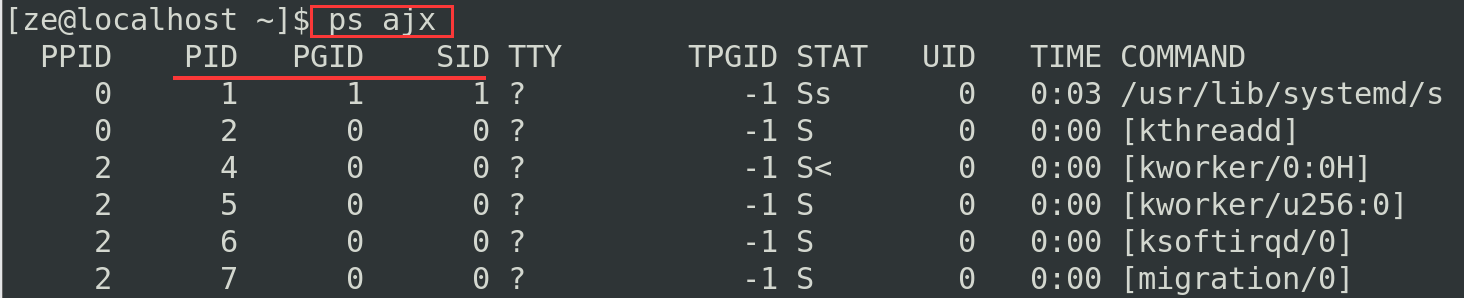 [ze@localhost ~]$ ps ajx
PPID PID PGID SID TTY TPGID STAT UID TIME COMMAND
0 1 1 1 ? -1 Ss 0 0:03 /usr/lib/systemd/s
0 2 0 0 ? -1 S 0 0:00 [kthreadd]
2 4 0 0 ? -1 S< 0 0:00 [kworker/0:0H]
2 5 0 0 ? -1 S 0 0:00 [kworker/u256:0]
2 6 0 0 ? -1 S 0 0:00 [ksoftirqd/0]
2 7 0 0 ? -1 S 0 0:00 [migration/0]